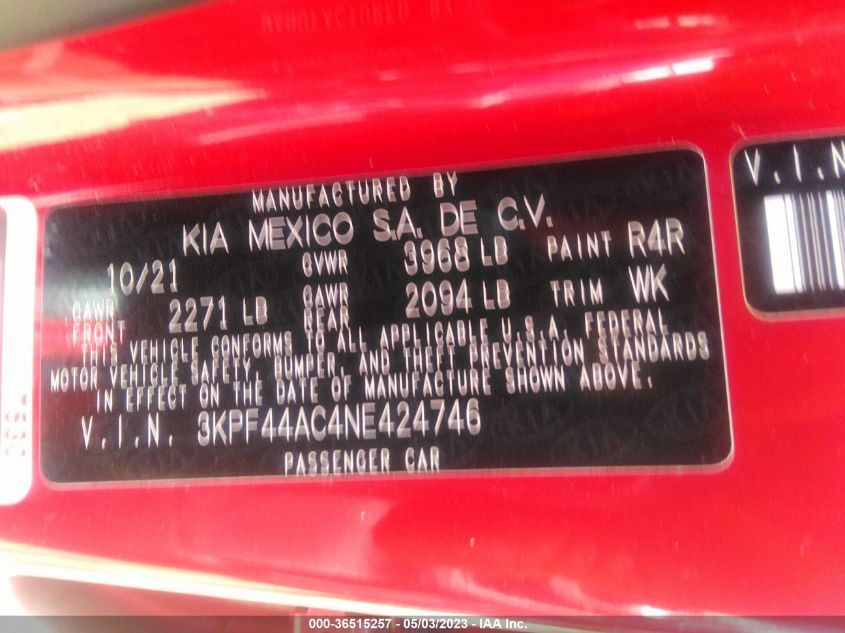 MANUFACTURED BY
KIA MEXICO S.A. DE C.V.
10/21 GVWR 3968 LB PAINT R4R
GAWR FRONT 2271 LB GAWR REAR 2094 LB TRIM WK
THIS VEHICLE CONFORMS TO ALL APPLICABLE U.S.A. FEDERAL
MOTOR VEHICLE SAFETY, BUMPER, AND THEFT PREVENTION STANDARDS
IN EFFECT ON THE DATE OF MANUFACTURE SHOWN ABOVE.
V.I.N. 3KPF44AC4NE424746
PASSENGER CAR
V.I.N
000-36515257 - 05/03/2023 - IAA Inc.